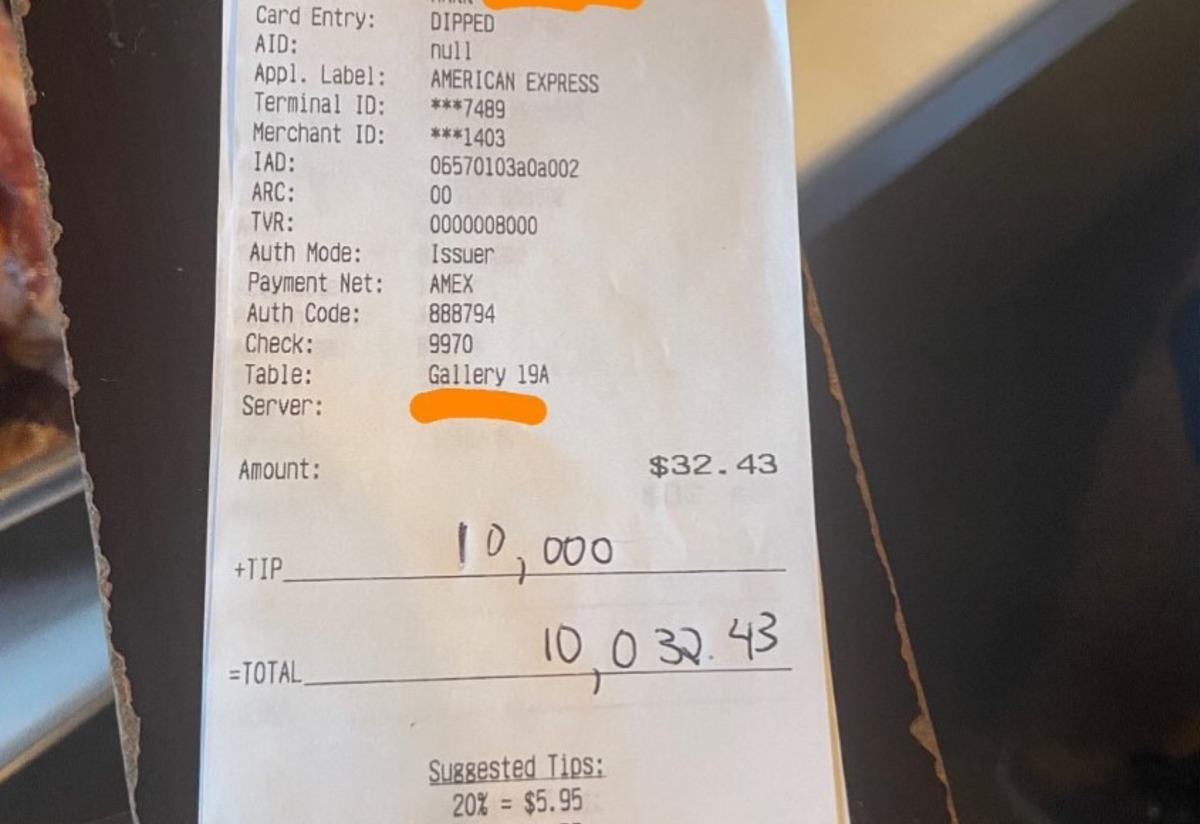 Card Entry: DIPPED
AID: null
Appl. Label: AMERICAN EXPRESS
Terminal ID: ***7489
Merchant ID: ***1403
IAD: 06570103a0a002
ARC: 00
TVR: 0000008000
Auth Mode: Issuer
Payment Net: AMEX
Auth Code: 888794
Check: 9970
Table: Gallery 19A
Server:
Amount: $32.43
+TIP 10,000
=TOTAL 10,032.43
Suggested Tips:
20% = $5.95